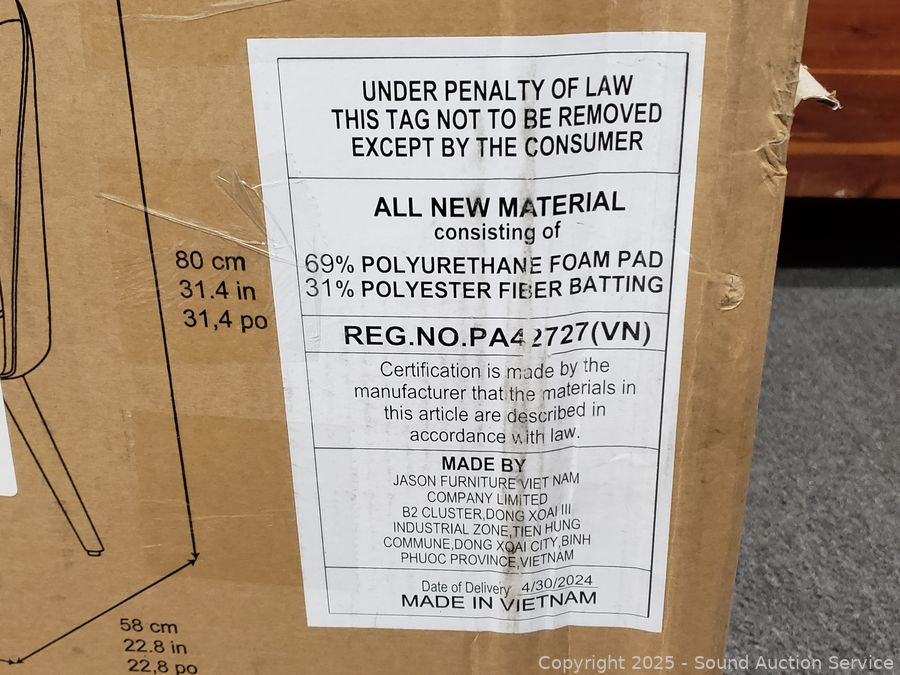 UNDER PENALTY OF LAW
THIS TAG NOT TO BE REMOVED
EXCEPT BY THE CONSUMER
ALL NEW MATERIAL
consisting of
69% POLYURETHANE FOAM PAD
31% POLYESTER FIBER BATTING
REG.NO.PA42727(VN)
Certification is made by the
manufacturer that the materials in
this article are described in
accordance with law.
MADE BY
JASON FURNITURE VIET NAM
COMPANY LIMITED
B2 CLUSTER,DONG XOAI III
INDUSTRIAL ZONE,TIEN HUNG
COMMUNE,DONG XOAI CITY,BINH
PHUOC PROVINCE,VIETNAM
Date of Delivery 4/30/2024
MADE IN VIETNAM
80 cm
31.4 in
31,4 po
58 cm
22.8 in
22,8 po
Copyright © 2025 - Sound Auction Service